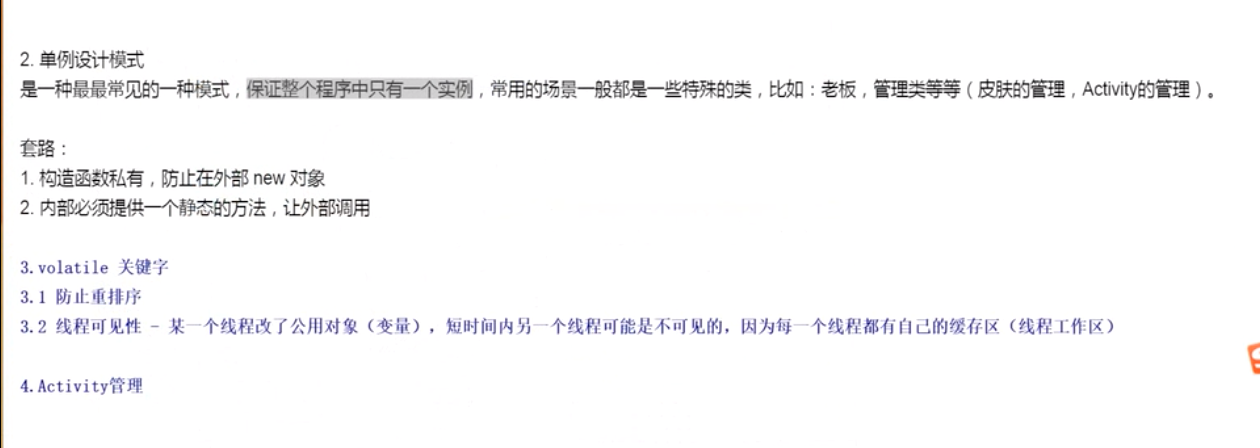 2. 单例设计模式
是一种最最常见的一种模式，保证整个程序中只有一个实例，常用的场景一般都是一些特殊的类，比如：老板，管理类等等（皮肤的管理，Activity的管理）。
套路：
1. 构造函数私有，防止在外部 new 对象
2. 内部必须提供一个静态的方法，让外部调用
3.volatile 关键字
3.1 防止重排序
3.2 线程可见性 - 某一个线程改了公用对象（变量），短时间内另一个线程可能是不可见的，因为每一个线程都有自己的缓存区（线程工作区）
4.Activity管理